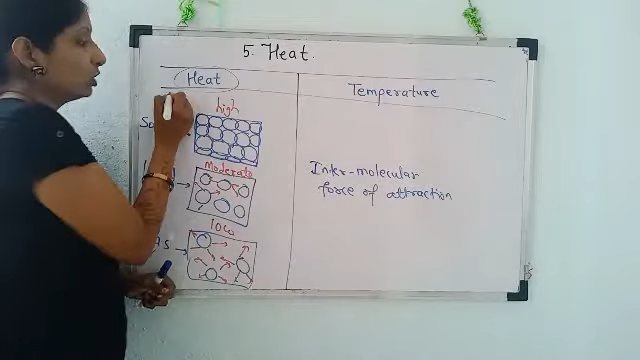 5. Heat.
Heat
Temperature
high
Moderate
Inter-molecular
force of attraction
low